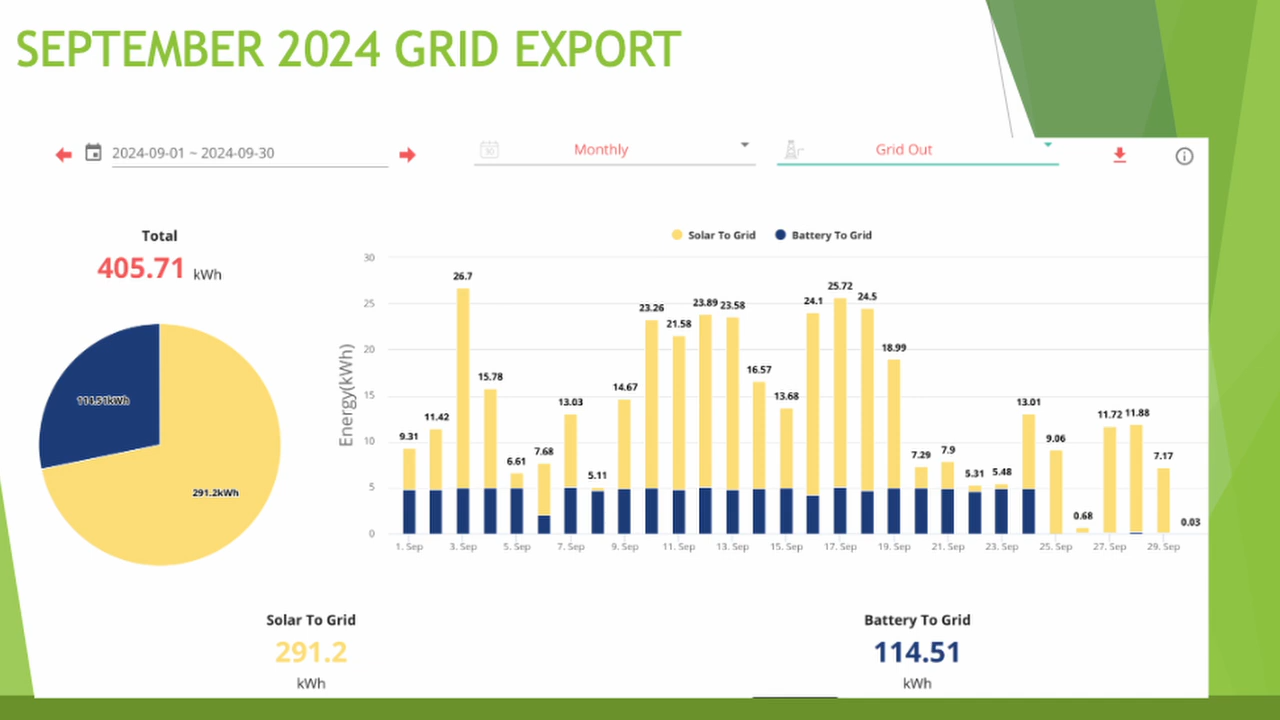 SEPTEMBER 2024 GRID EXPORT
2024-09-01 ~ 2024-09-30
Monthly
Grid Out
Total
405.71 kWh
Solar To Grid
Battery To Grid
Energy(kWh)
30
25
20
15
10
5
0
9.31
11.42
26.7
15.78
6.61
7.68
13.03
5.11
14.67
23.26
21.58
23.89
23.58
16.57
13.68
24.1
25.72
24.5
18.99
7.29
7.9
5.31
5.48
13.01
9.06
0.68
11.72
11.88
7.17
0.03
1. Sep
3. Sep
5. Sep
7. Sep
9. Sep
11. Sep
13. Sep
15. Sep
17. Sep
19. Sep
21. Sep
23. Sep
25. Sep
27. Sep
29. Sep
114.51kWh
291.2kWh
Solar To Grid
291.2
kWh
Battery To Grid
114.51
kWh